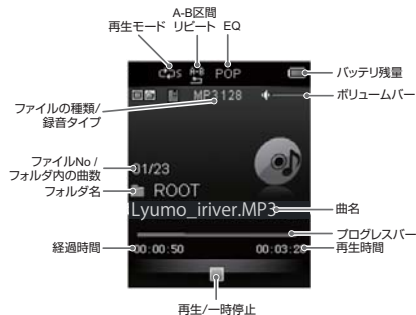 A-B区間
再生モード リピート EQ
A-B
POP
バッテリ残量
ボリュームバー
MP3 128
ファイルの種類/
録音タイプ
ファイルNo /
フォルダ内の曲数
01/23
フォルダ名
ROOT
Lyumo_iriver.MP3
曲名
プログレスバー
経過時間
00:00:50
再生時間
再生/一時停止